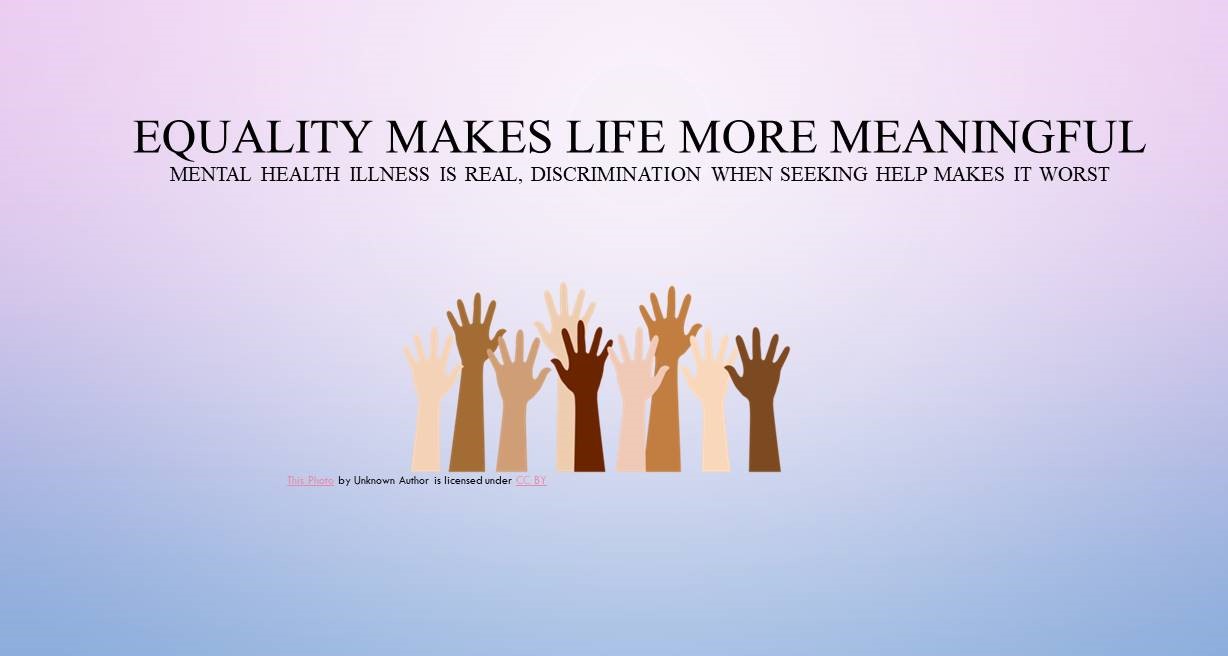 EQUALITY MAKES LIFE MORE MEANINGFUL
MENTAL HEALTH ILLNESS IS REAL, DISCRIMINATION WHEN SEEKING HELP MAKES IT WORST
This Photo by Unknown Author is licensed under CC BY